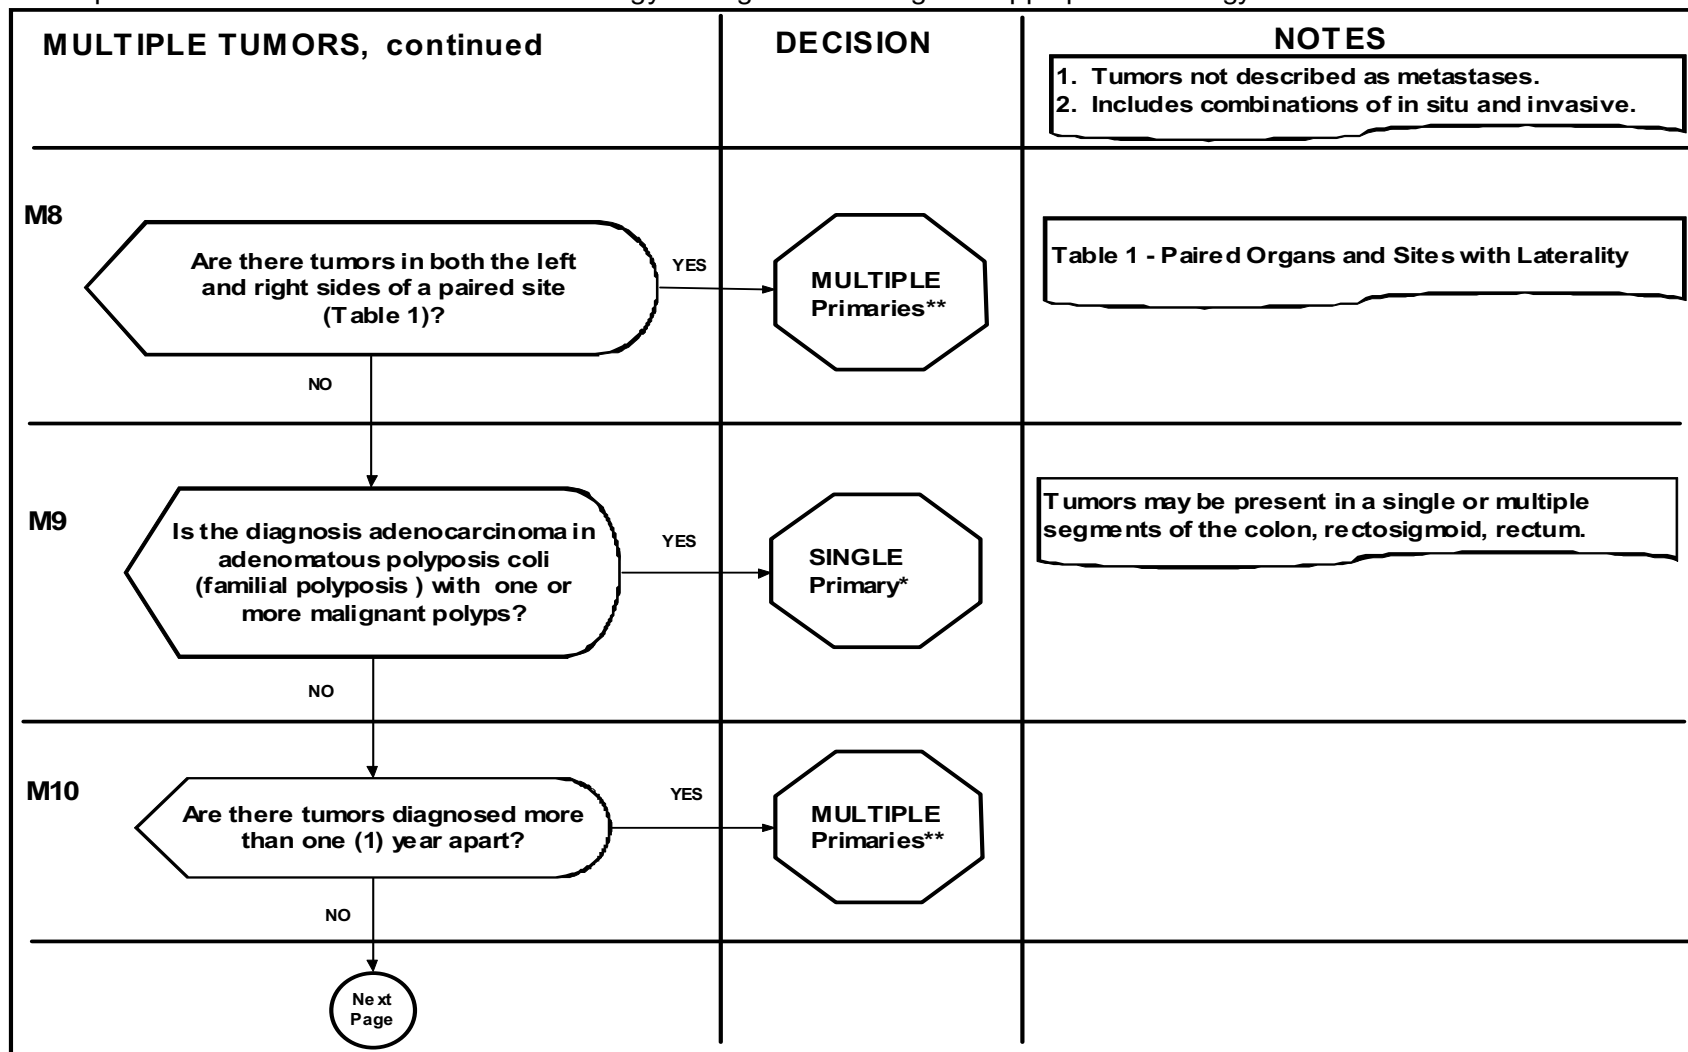 MULTIPLE TUMORS, continued
DECISION
NOTES
1. Tumors not described as metastases.
2. Includes combinations of in situ and invasive.
M8
Are there tumors in both the left
and right sides of a paired site
(Table 1)?
YES
MULTIPLE
Primaries**
Table 1 - Paired Organs and Sites with Laterality
NO
M9
Is the diagnosis adenocarcinoma in
adenomatous polyposis coli
(familial polyposis ) with one or
more malignant polyps?
YES
SINGLE
Primary*
Tumors may be present in a single or multiple
segments of the colon, rectosigmoid, rectum.
NO
M10
Are there tumors diagnosed more
than one (1) year apart?
YES
MULTIPLE
Primaries**
NO
Next
Page